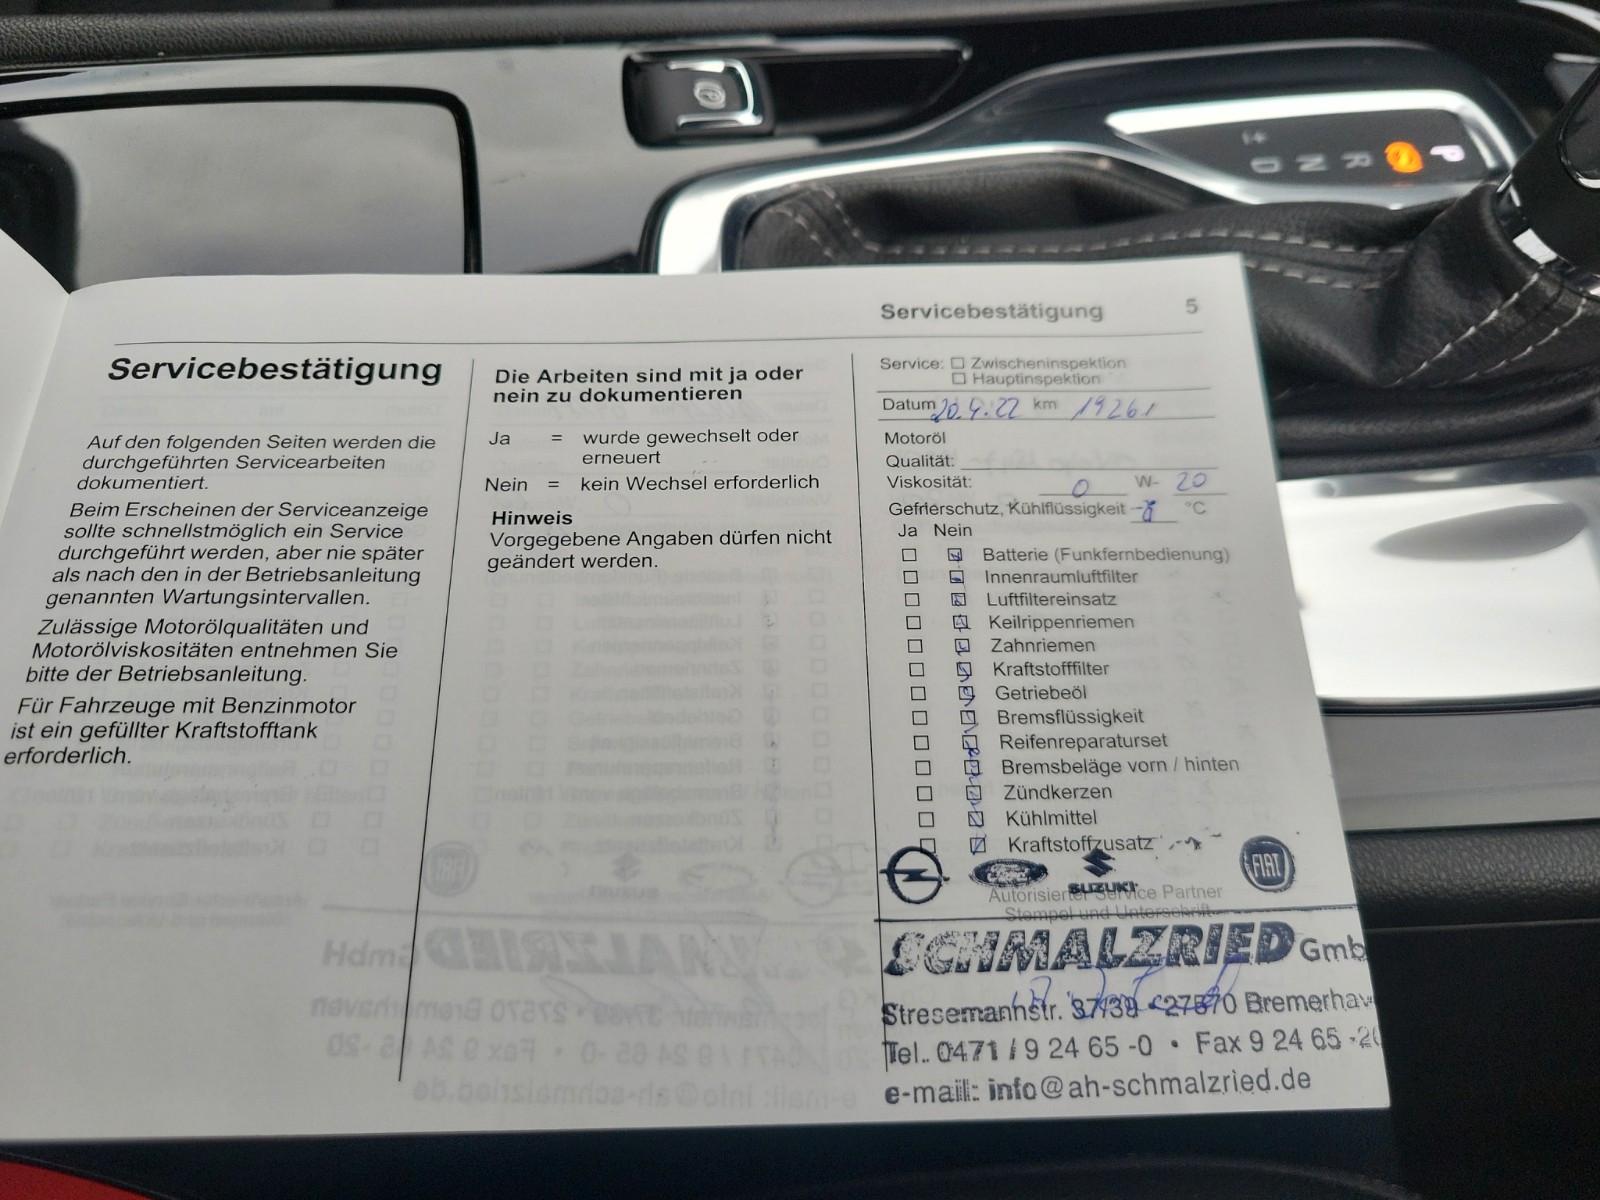 P
R
N
D
Servicebestätigung 5
Servicebestätigung
Auf den folgenden Seiten werden die
durchgeführten Servicearbeiten
dokumentiert.
Beim Erscheinen der Serviceanzeige
sollte schnellstmöglich ein Service
durchgeführt werden, aber nie später
als nach den in der Betriebsanleitung
genannten Wartungsintervallen.
Zulässige Motorölqualitäten und
Motorölviskositäten entnehmen Sie
bitte der Betriebsanleitung.
Für Fahrzeuge mit Benzinmotor
ist ein gefüllter Kraftstofftank
erforderlich.
Die Arbeiten sind mit ja oder
nein zu dokumentieren
Ja = wurde gewechselt oder
erneuert
Nein = kein Wechsel erforderlich
Hinweis
Vorgegebene Angaben dürfen nicht
geändert werden.
Service: Zwischeninspektion
Hauptinspektion
Datum 20.4.22 km 19261
Motoröl
Qualität:
Viskosität: 0 W- 20
Gefrierschutz, Kühlflüssigkeit °C
Ja Nein
Batterie (Funkfernbedienung)
Innenraumluftfilter
Luftfiltereinsatz
Keilrippenriemen
Zahnriemen
Kraftstofffilter
Getriebeöl
Bremsflüssigkeit
Reifenreparaturset
Bremsbeläge vorn / hinten
Zündkerzen
Kühlmittel
Kraftstoffzusatz
SUZUKI
FIAT
Autorisierter Service Partner
Stempel und Unterschrift
SCHMALZRIED Gmb
Stresemannstr. 37/39 • 27570 Bremerhav
Tel.. 0471 / 9 24 65 -0 • Fax 9 24 65 -20
e-mail: info@ah-schmalzried.de